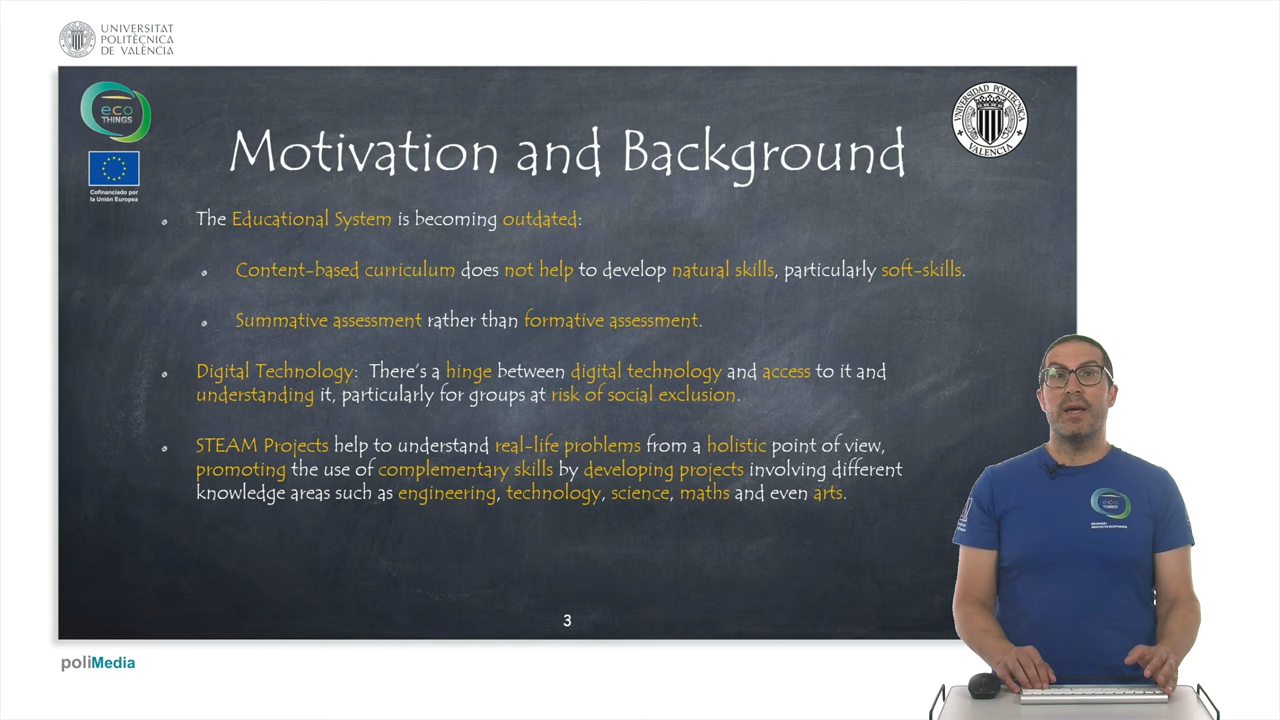 UNIVERSITAT
POLITÈCNICA
DE VALÈNCIA
eco
THINGS
UNIVERSIDAD POLITECNICA
VALENCIA
Motivation and Background
Cofinanciado por
la Unión Europea
The Educational System is becoming outdated:
Content-based curriculum does not help to develop natural skills, particularly soft-skills.
Summative assessment rather than formative assessment.
Digital Technology: There's a hinge between digital technology and access to it and
understanding it, particularly for groups at risk of social exclusion.
STEAM Projects help to understand real-life problems from a holistic point of view,
promoting the use of complementary skills by developing projects involving different
knowledge areas such as engineering, technology, science, maths and even arts.
eco
THINGS
3
poliMedia